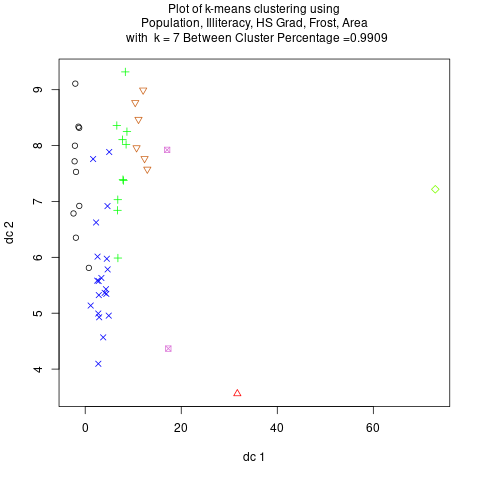 Plot of k-means clustering using
Population, Illiteracy, HS Grad, Frost, Area
with k = 7 Between Cluster Percentage =0.9909
dc 2
9
8
7
6
5
4
0 20 40 60
dc 1